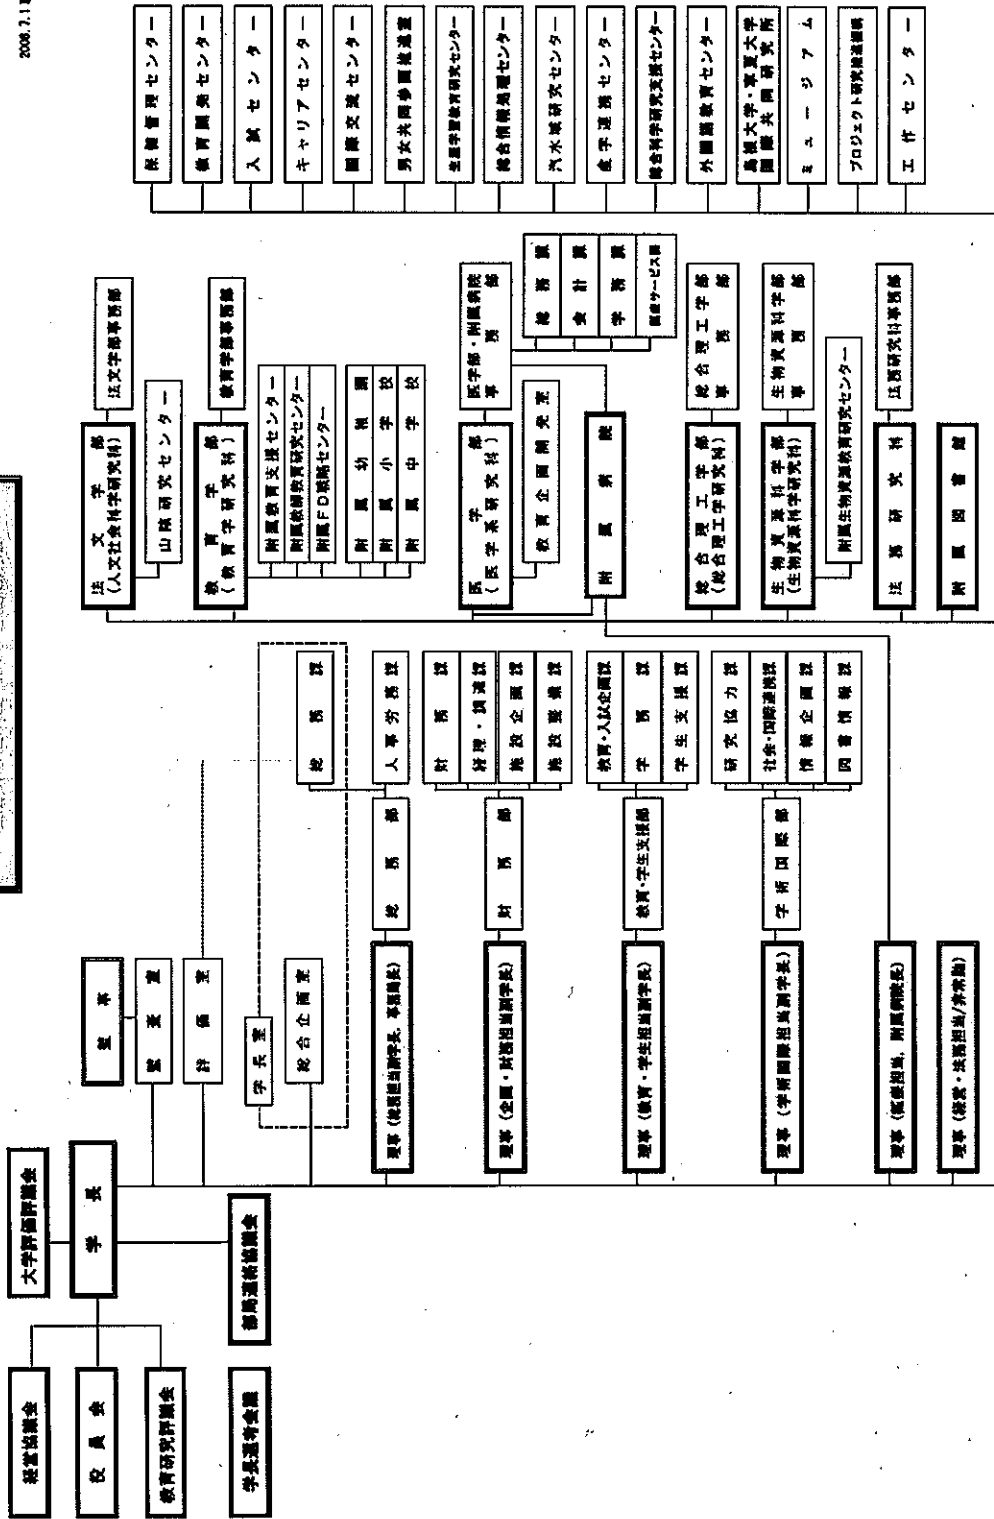 2008.7.1
大学評価評議会
経営協議会
役員会
教育研究評議会
学長選考会議
学長
部局連絡協議会
監事
監査室
評価室
学長室
総合企画室
総務課
理事（総務担当副学長，事務局長）
総務部
人事労務課
理事（企画・財務担当副学長）
財務部
財務課
経理・調達課
施設企画課
施設整備課
理事（教育・学生担当副学長）
教育・学生支援部
教育・入試企画課
学務課
学生支援課
理事（学術国際担当副学長）
学術国際部
研究協力課
社会・国際連携課
情報企画課
図書情報課
理事（医療担当，附属病院長）
理事（経営・法務担当/非常勤）
法文学部
（人文社会科学研究科）
法文学部事務部
山陰研究センター
教育学部
（教育学研究科）
教育学部事務部
附属教育支援センター
附属教師教育研究センター
附属FD戦略センター
附属幼稚園
附属小学校
附属中学校
医学部
（医学系研究科）
医学部・附属病院
事務部
総務課
会計課
学務課
医療サービス課
教育企画開発室
附属病院
総合理工学部
（総合理工学研究科）
総合理工学部
事務部
生物資源科学部
（生物資源科学研究科）
生物資源科学部
事務部
附属生物資源教育研究センター
法務研究科
法務研究科事務部
附属図書館
保健管理センター
教育開発センター
入試センター
キャリアセンター
国際交流センター
男女共同参画推進室
生涯学習教育研究センター
総合情報処理センター
汽水域研究センター
産学連携センター
総合科学研究支援センター
外国語教育センター
島根大学・寧夏大学
国際共同研究所
ミュージアム
プロジェクト研究推進機構
工作センター